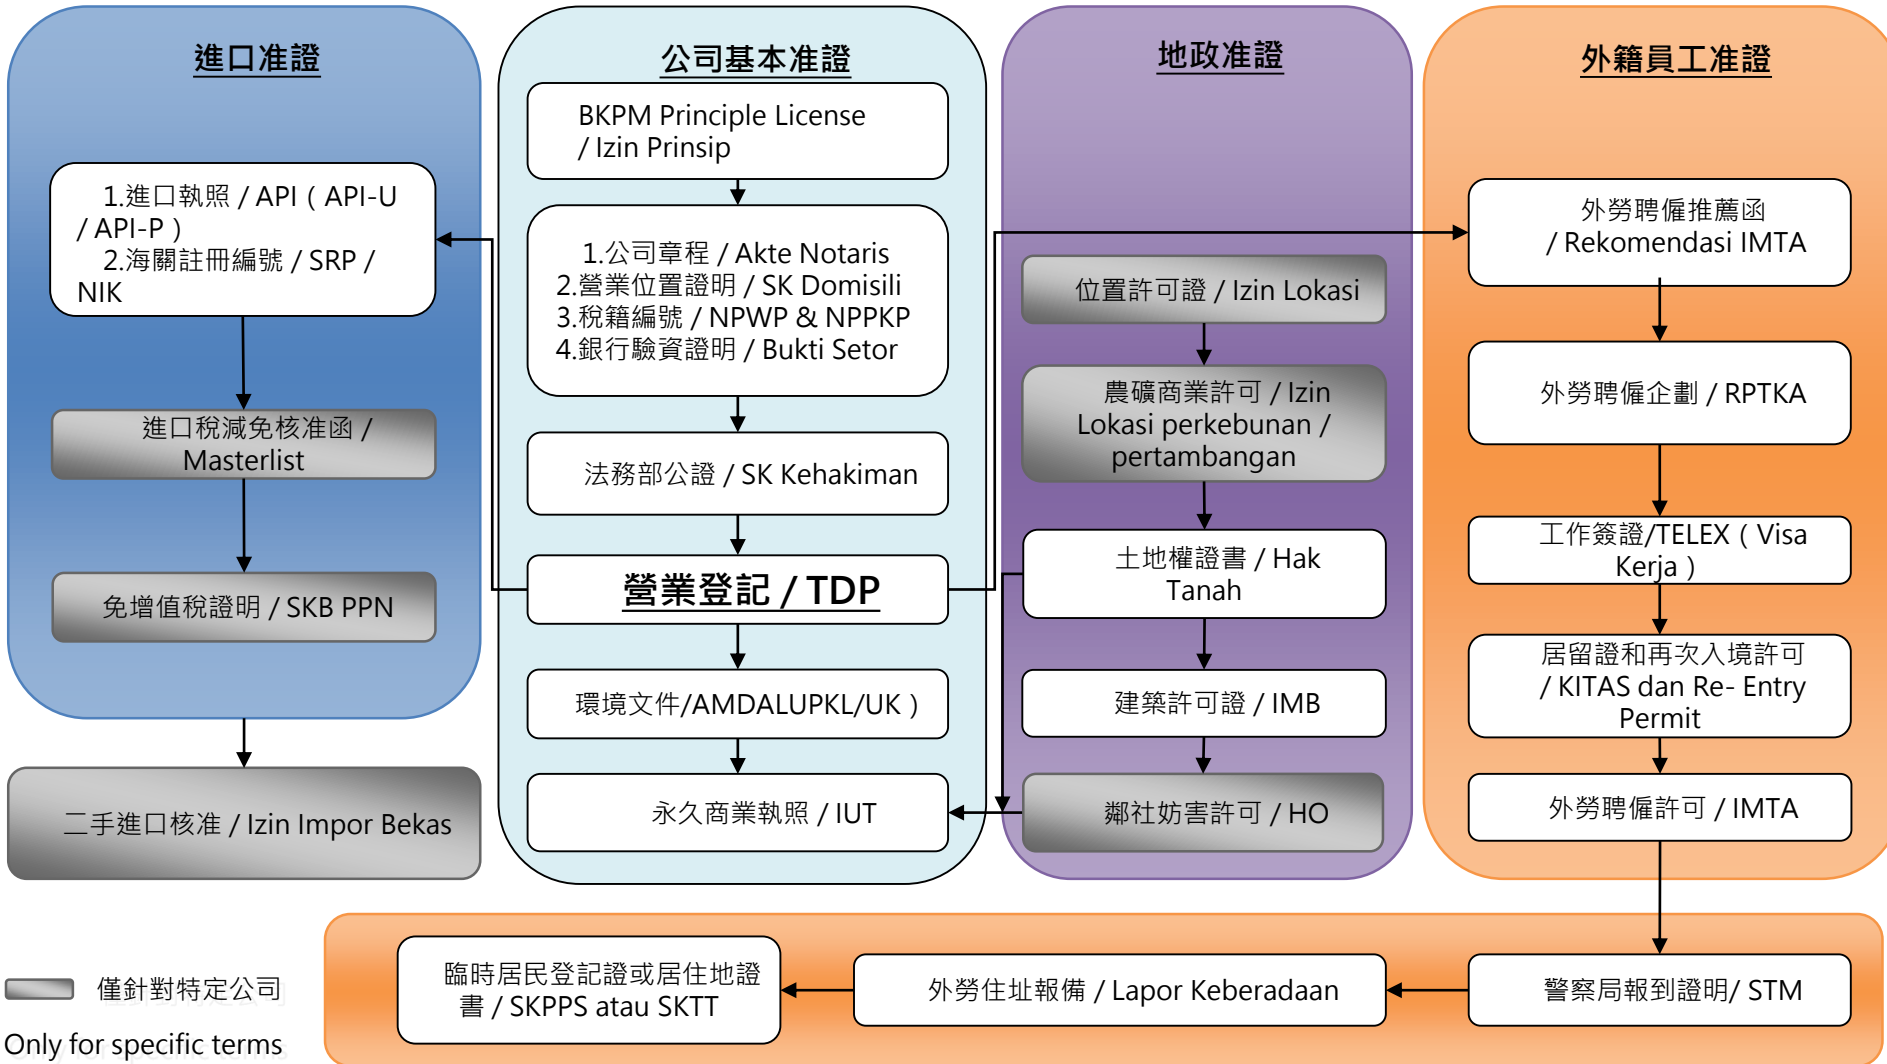 進口准證
1.進口執照 / API（API-U
/ API-P）
2.海關註冊編號 / SRP /
NIK
進口稅減免核准函 /
Masterlist
免增值稅證明 / SKB PPN
二手進口核准 / Izin Impor Bekas
公司基本准證
BKPM Principle License
/ Izin Prinsip
1.公司章程 / Akte Notaris
2.營業位置證明 / SK Domisili
3.稅籍編號 / NPWP & NPPKP
4.銀行驗資證明 / Bukti Setor
法務部公證 / SK Kehakiman
營業登記 / TDP
環境文件/AMDALUPKL/UK）
永久商業執照 / IUT
地政准證
位置許可證 / Izin Lokasi
農礦商業許可 / Izin
Lokasi perkebunan /
pertambangan
土地權證書 / Hak
Tanah
建築許可證 / IMB
鄰社妨害許可 / HO
外籍員工准證
外勞聘僱推薦函
/ Rekomendasi IMTA
外勞聘僱企劃 / RPTKA
工作簽證/TELEX（Visa
Kerja）
居留證和再次入境許可
/ KITAS dan Re- Entry
Permit
外勞聘僱許可 / IMTA
警察局報到證明/ STM
外勞住址報備 / Lapor Keberadaan
臨時居民登記證或居住地證
書 / SKPPS atau SKTT
僅針對特定公司
Only for specific terms